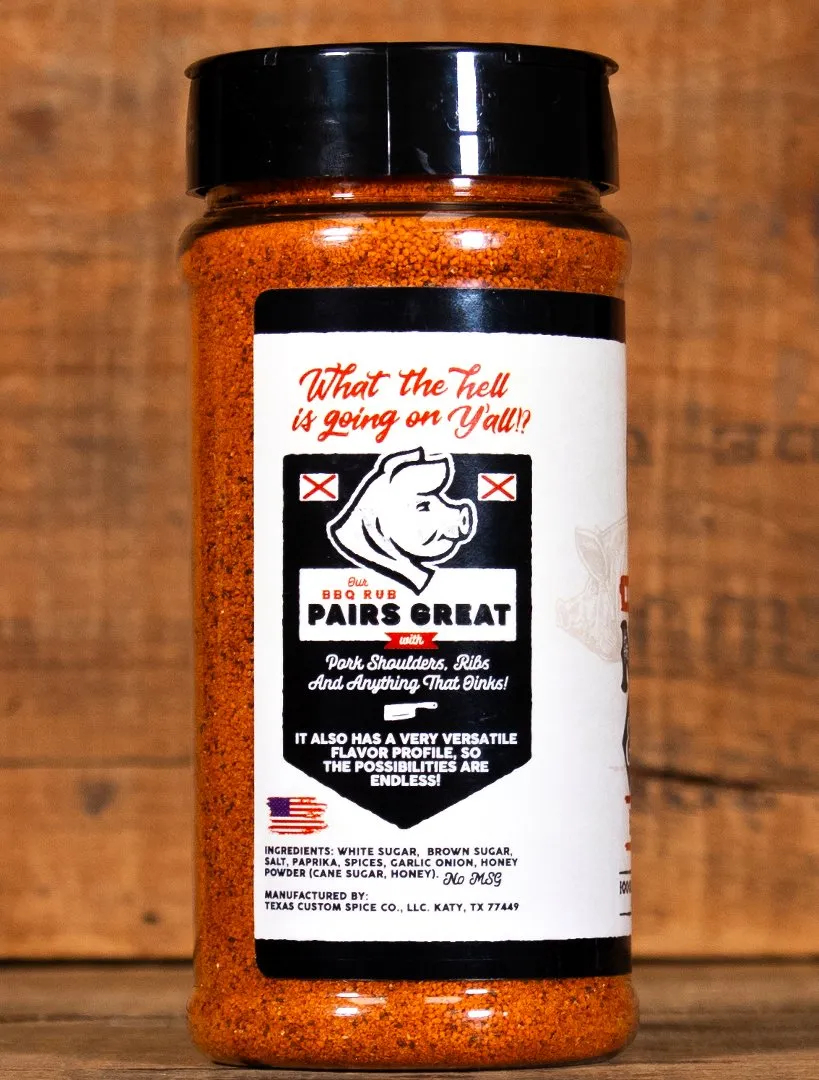 What the hell
is going on Y'all!?
Our
BBQ RUB
PAIRS GREAT
with
Pork Shoulders, Ribs
And Anything That Oinks!
IT ALSO HAS A VERY VERSATILE
FLAVOR PROFILE, SO
THE POSSIBILITIES ARE
ENDLESS!
INGREDIENTS: WHITE SUGAR, BROWN SUGAR,
SALT, PAPRIKA, SPICES, GARLIC ONION, HONEY
POWDER (CANE SUGAR, HONEY). No MSG
MANUFACTURED BY:
TEXAS CUSTOM SPICE CO., LLC. KATY, TX 77449